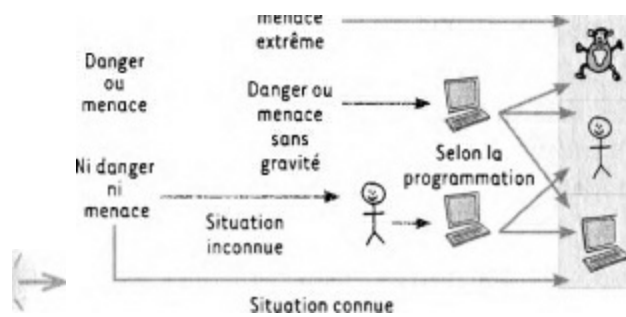 menace
extrême
Danger
ou
menace
Danger ou
menace
sans
gravité
Selon la
programmation
Ni danger
ni
menace
Situation
inconnue
Situation connue